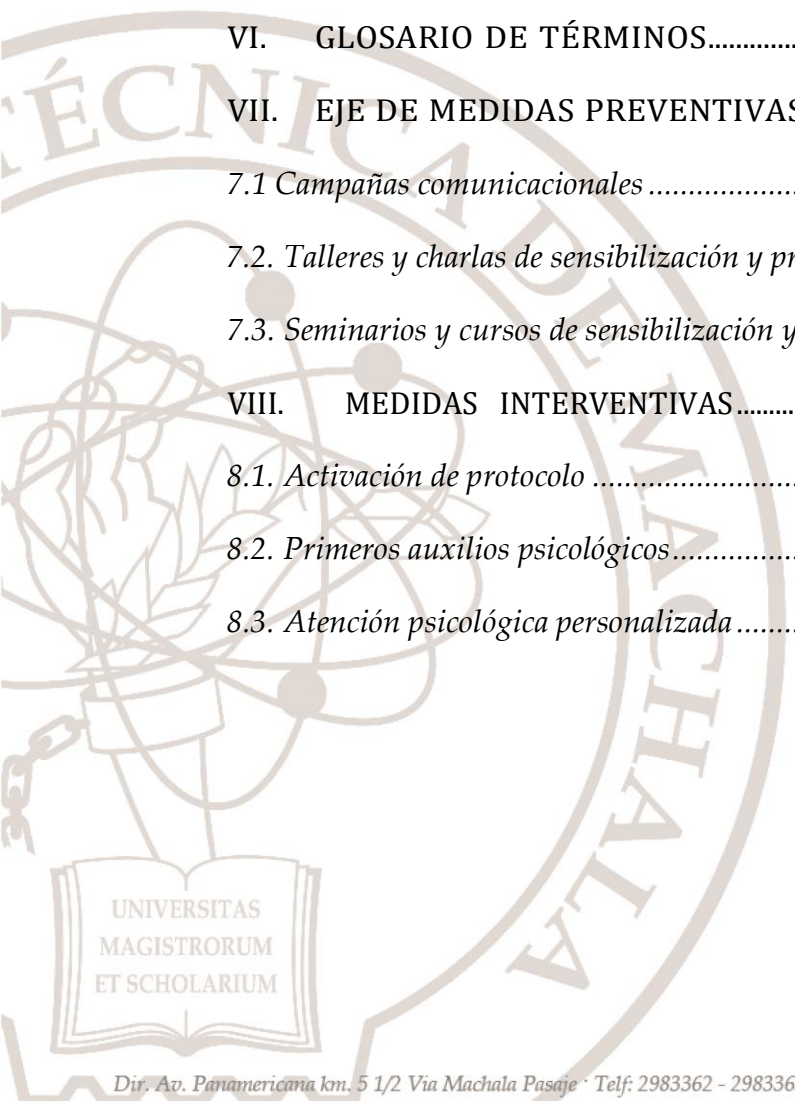 VI. GLOSARIO DE TÉRMINOS..............
VII. EJE DE MEDIDAS PREVENTIVAS
7.1 Campañas comunicacionales ...................
7.2. Talleres y charlas de sensibilización y
7.3. Seminarios y cursos de sensibilización y
VIII. MEDIDAS INTERVENTIVAS..........
8.1. Activación de protocolo ..........................
8.2. Primeros auxilios psicológicos................
8.3. Atención psicológica personalizada ........
TÉCNICA DE MACHALA
UNIVERSITAS
MAGISTRORUM
ET SCHOLARIUM
Dir. Av. Panamericana km. 5 1/2 Via Machala Pasaje · Telf: 2983362 - 298336